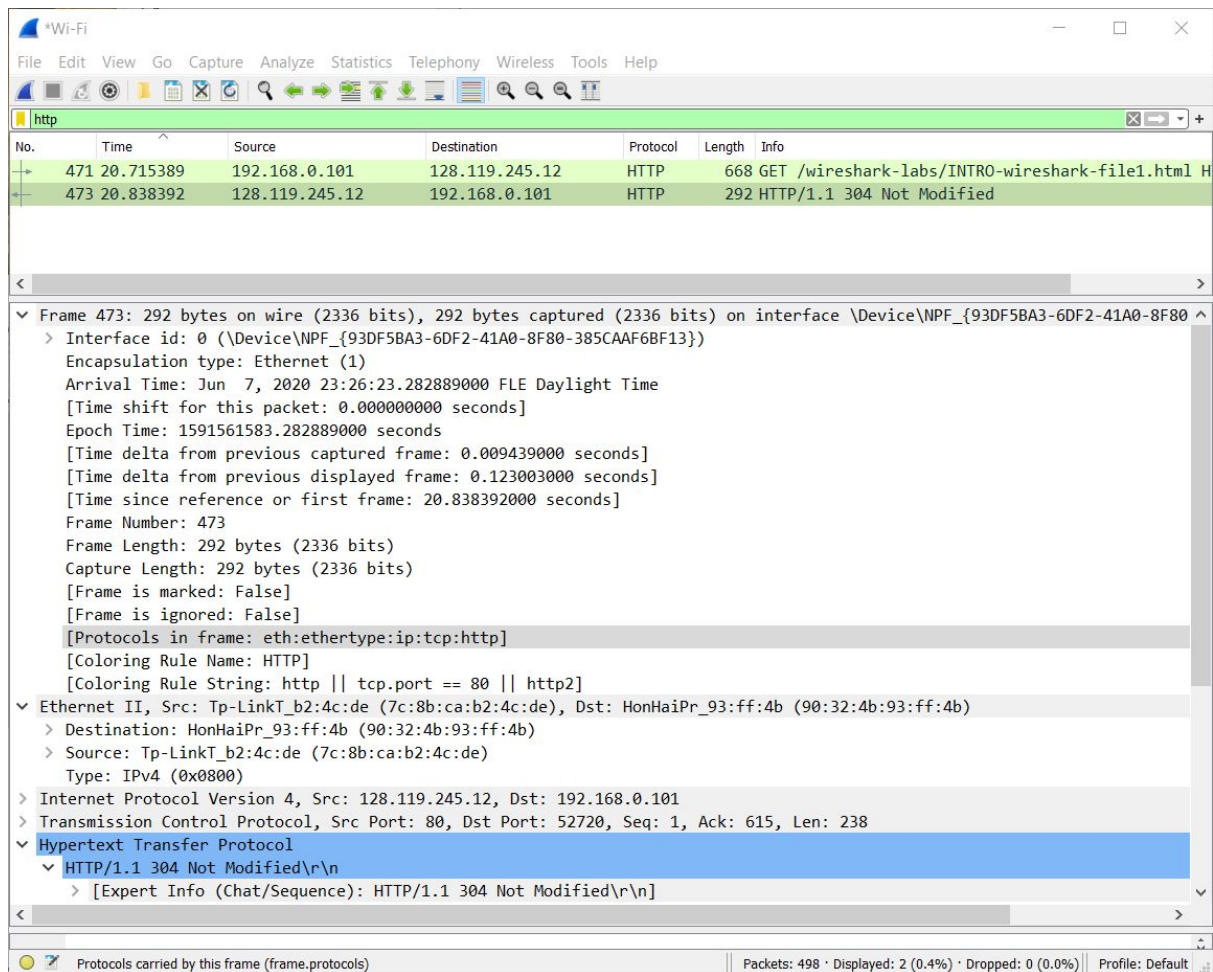 *Wi-Fi
File Edit View Go Capture Analyze Statistics Telephony Wireless Tools Help
http
No. Time Source Destination Protocol Length Info
471 20.715389 192.168.0.101 128.119.245.12 HTTP 668 GET /wireshark-labs/INTRO-wireshark-file1.html H
473 20.838392 128.119.245.12 192.168.0.101 HTTP 292 HTTP/1.1 304 Not Modified
Frame 473: 292 bytes on wire (2336 bits), 292 bytes captured (2336 bits) on interface \Device\NPF_{93DF5BA3-6DF2-41A0-8F80
Interface id: 0 (\Device\NPF_{93DF5BA3-6DF2-41A0-8F80-385CAAF6BF13})
Encapsulation type: Ethernet (1)
Arrival Time: Jun  7, 2020 23:26:23.282889000 FLE Daylight Time
[Time shift for this packet: 0.000000000 seconds]
Epoch Time: 1591561583.282889000 seconds
[Time delta from previous captured frame: 0.009439000 seconds]
[Time delta from previous displayed frame: 0.123003000 seconds]
[Time since reference or first frame: 20.838392000 seconds]
Frame Number: 473
Frame Length: 292 bytes (2336 bits)
Capture Length: 292 bytes (2336 bits)
[Frame is marked: False]
[Frame is ignored: False]
[Protocols in frame: eth:ethertype:ip:tcp:http]
[Coloring Rule Name: HTTP]
[Coloring Rule String: http || tcp.port == 80 || http2]
Ethernet II, Src: Tp-LinkT_b2:4c:de (7c:8b:ca:b2:4c:de), Dst: HonHaiPr_93:ff:4b (90:32:4b:93:ff:4b)
Destination: HonHaiPr_93:ff:4b (90:32:4b:93:ff:4b)
Source: Tp-LinkT_b2:4c:de (7c:8b:ca:b2:4c:de)
Type: IPv4 (0x0800)
Internet Protocol Version 4, Src: 128.119.245.12, Dst: 192.168.0.101
Transmission Control Protocol, Src Port: 80, Dst Port: 52720, Seq: 1, Ack: 615, Len: 238
Hypertext Transfer Protocol
HTTP/1.1 304 Not Modified\r\n
[Expert Info (Chat/Sequence): HTTP/1.1 304 Not Modified\r\n]
Protocols carried by this frame (frame.protocols) Packets: 498 · Displayed: 2 (0.4%) · Dropped: 0 (0.0%) Profile: Default